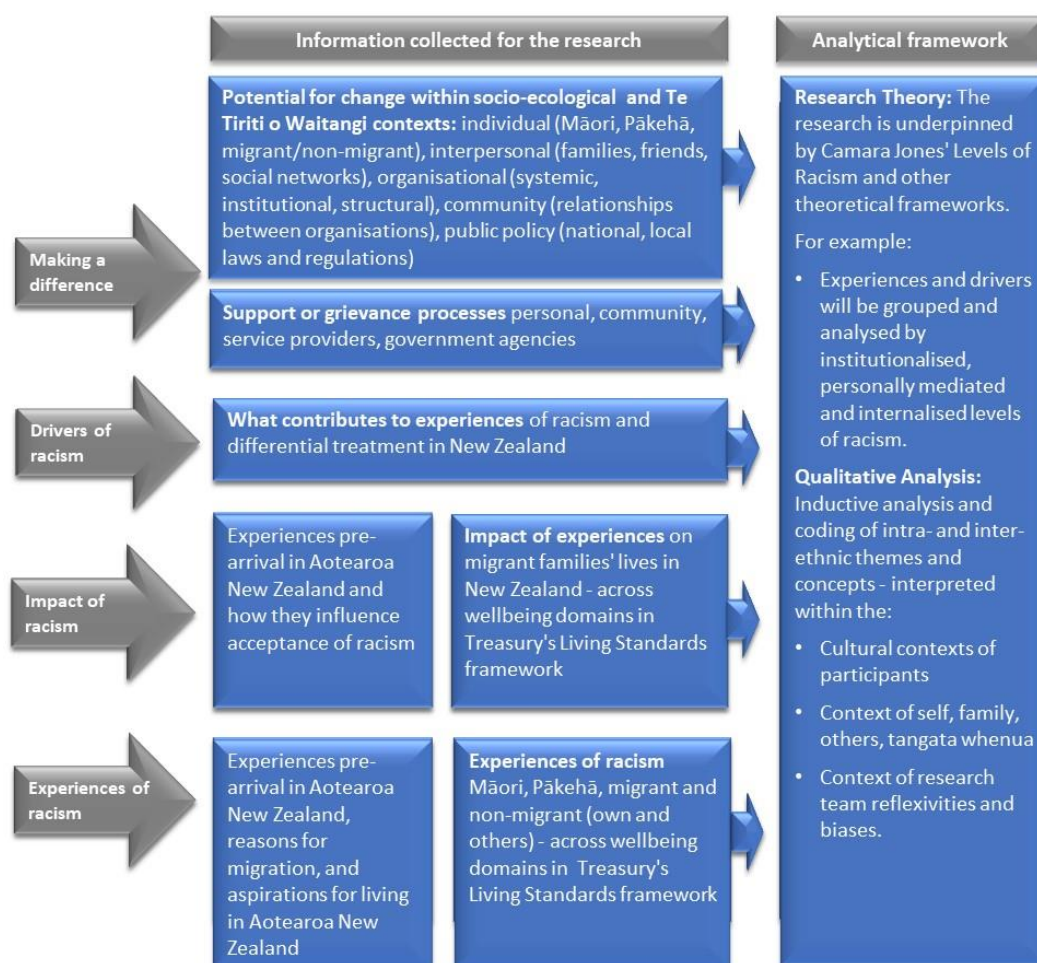 Information collected for the research
Analytical framework
Making a
difference
Potential for change within socio-ecological and Te
Tiriti o Waitangi contexts: individual (Māori, Pākehā,
migrant/non-migrant), interpersonal (families, friends,
social networks), organisational (systemic,
institutional, structural), community (relationships
between organisations), public policy (national, local
laws and regulations)
Support or grievance processes personal, community,
service providers, government agencies
Drivers of
racism
What contributes to experiences of racism and
differential treatment in New Zealand
Impact of
racism
Experiences pre-
arrival in Aotearoa
New Zealand and
how they influence
acceptance of racism
Impact of experiences on
migrant families' lives in
New Zealand - across
wellbeing domains in
Treasury's Living Standards
framework
Experiences of
racism
Experiences pre-
arrival in Aotearoa
New Zealand,
reasons for
migration, and
aspirations for living
in Aotearoa New
Zealand
Experiences of racism
Māori, Pākehā, migrant and
non-migrant (own and
others) - across wellbeing
domains in Treasury's
Living Standards framework
Research Theory: The
research is underpinned
by Camara Jones' Levels of
Racism and other
theoretical frameworks.
For example:
• Experiences and drivers
will be grouped and
analysed by
institutionalised,
personally mediated
and internalised levels
of racism.
Qualitative Analysis:
Inductive analysis and
coding of intra- and inter-
ethnic themes and
concepts - interpreted
within the:
• Cultural contexts of
participants
• Context of self, family,
others, tangata whenua
• Context of research
team reflexivities and
biases.